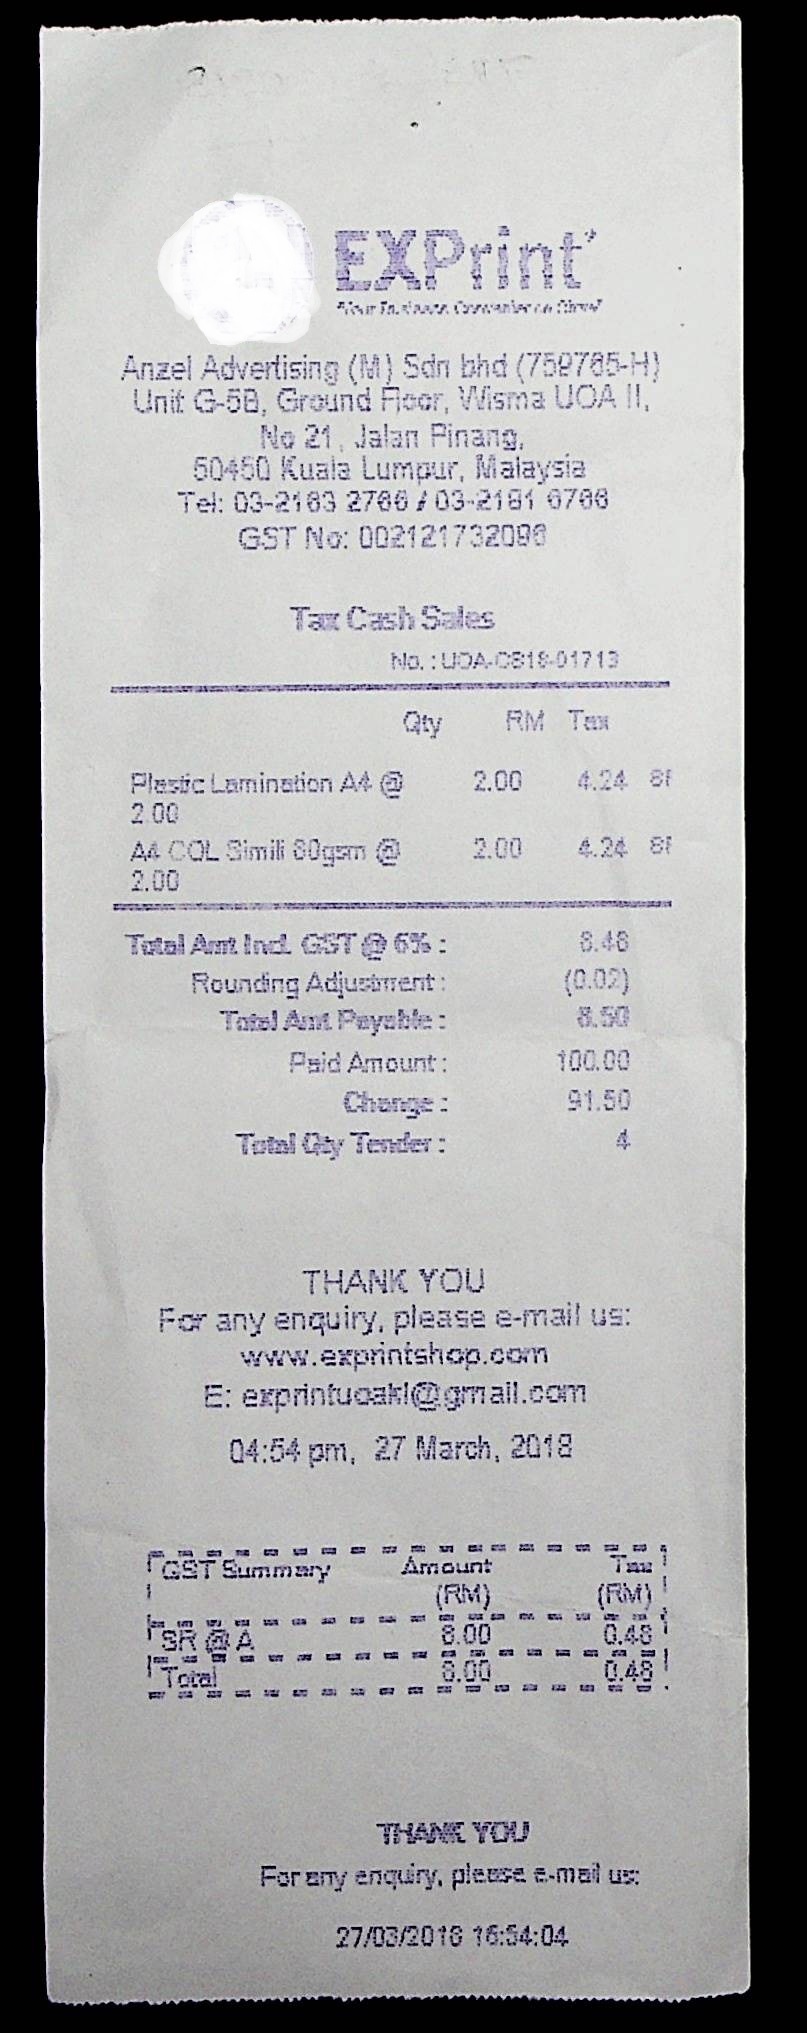 EXPrint
Anzel Advertising (M) Sdn bhd (759765-H)
Unit G-5B, Ground Floor, Wisma UOA II,
No 21, Jalan Pinang,
50450 Kuala Lumpur, Malaysia
Tel: 03-2163 2766 / 03-2181 6766
GST No: 002121732096
Tax Cash Sales
No. : UOA-CS18-01713
Qty RM Tax
Plastic Lamination A4 @ 2.00 4.24
2.00
A4 COL Simili 80gsm @ 2.00 4.24
2.00
Total Amt Incl. GST @ 6% : 8.48
Rounding Adjustment : (0.02)
Total Amt Payable : 8.50
Paid Amount : 100.00
Change : 91.50
Total Qty Tender : 4
THANK YOU
For any enquiry, please e-mail us:
www.exprintshop.com
E: exprintuoakl@gmail.com
04:54 pm, 27 March, 2018
GST Summary Amount Tax
(RM) (RM)
SR @ A 8.00 0.48
Total 8.00 0.48
THANK YOU
For any enquiry, please e-mail us:
27/03/2018 16:54:04